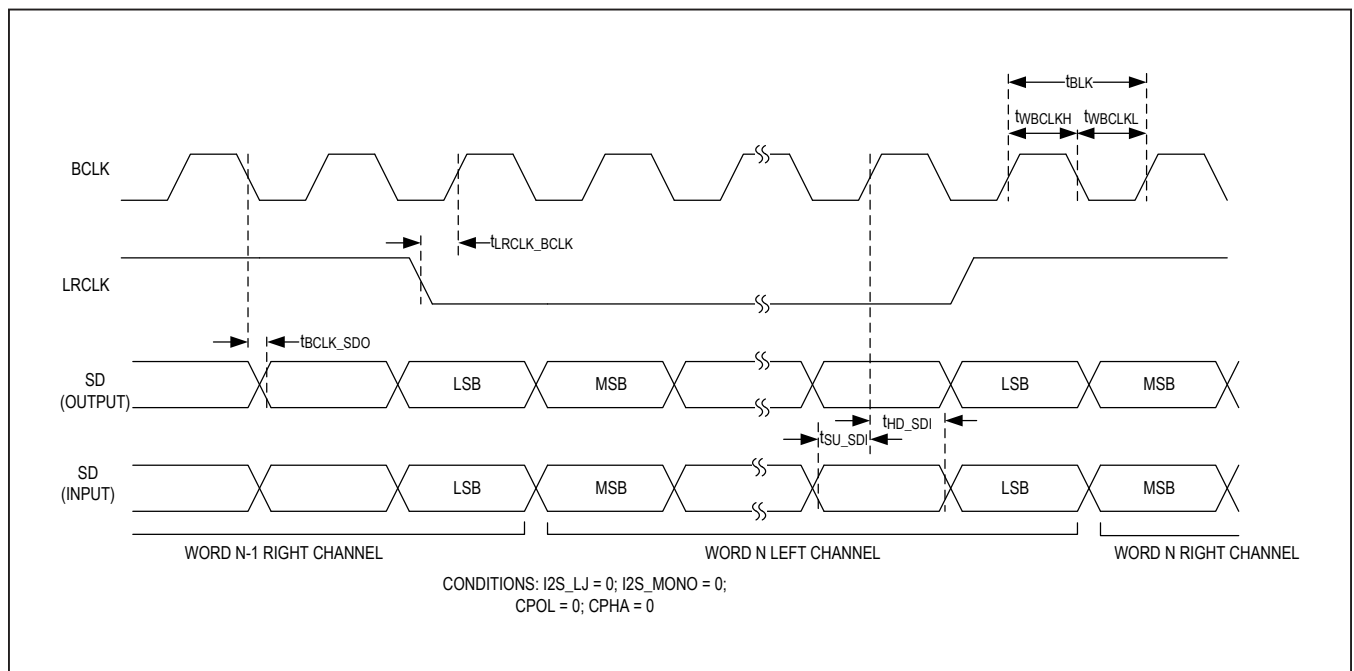 tBLK
tWBCLKH
tWBCLKL
BCLK
tLRCLK_BCLK
LRCLK
tBCLK_SDO
SD
(OUTPUT)
LSB
MSB
LSB
MSB
tHD_SDI
tSU_SDI
SD
(INPUT)
LSB
MSB
LSB
MSB
WORD N-1 RIGHT CHANNEL
WORD N LEFT CHANNEL
WORD N RIGHT CHANNEL
CONDITIONS: I2S_LJ = 0; I2S_MONO = 0;
CPOL = 0; CPHA = 0